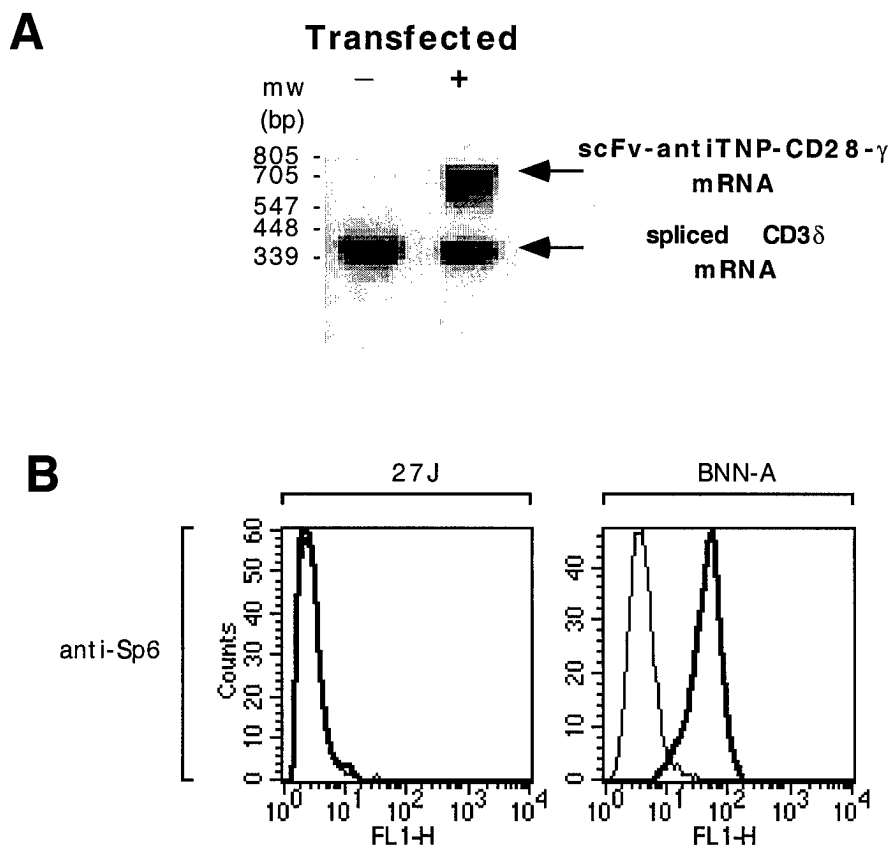 A
Transfected
− +
mw
(bp)
805 -
705 -
547 -
448 -
339 -
scFv-antiTNP-CD28-γ
mRNA
spliced CD3δ
mRNA
B
27J
BNN-A
anti-Sp6
Counts
60
50
40
30
20
10
0
10⁰ 10¹ 10² 10³ 10⁴
FL1-H
40
30
20
10
0
10⁰ 10¹ 10² 10³ 10⁴
FL1-H